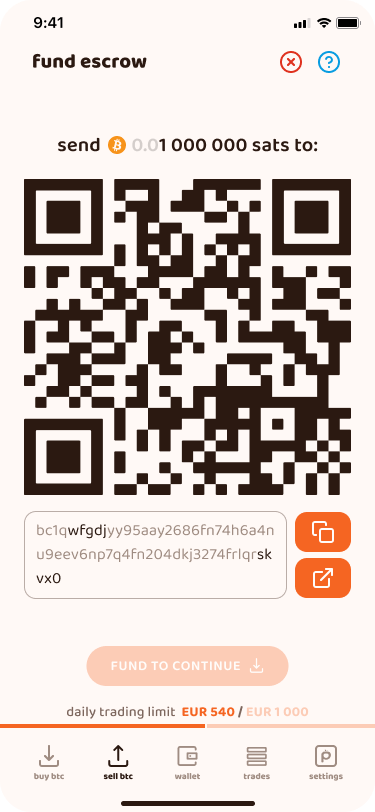 9:41
fund escrow
send 0.01 000 000 sats to:
bc1qwfgdjyy95aay2686fn74h6a4n
u9eev6np7q4fn204dkj3274frlqrsk
vx0
FUND TO CONTINUE
daily trading limit EUR 540 / EUR 1 000
buy btc
sell btc
wallet
trades
settings